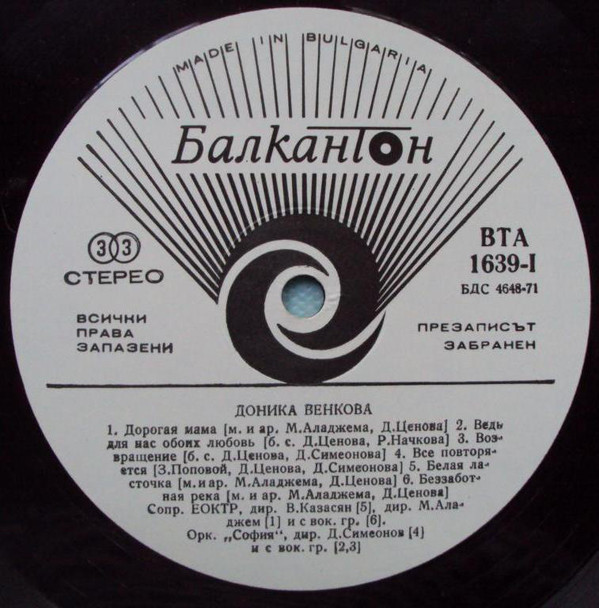 MADE IN BULGARIA
Балкантон
33
СТЕРЕО
ВТА
1639-I
БДС 4648-71
ВСИЧКИ
ПРАВА
ЗАПАЗЕНИ
ПРЕЗАПИСЪТ
ЗАБРАНЕН
ДОНИКА ВЕНКОВА
1. Дорогая мама [м. и ар. М.Аладжема, Д.Ценова] 2. Ведь
для нас обоих любовь [б. с. Д.Ценова, Р.Начкова] 3. Воз-
вращение [б. с. Д.Ценова, Д.Симеонова] 4. Все повторя-
ется [З.Поповой, Д.Ценова, Д.Симеонова] 5. Белая ла-
сточка [м. и ар. М.Аладжема, Д.Ценова] 6. Беззабот-
ная река [м. и ар. М.Аладжема, Д.Ценова]
Сопр. ЕОКТР, дир. В.Казасян [5], дир. М.Ала-
джем [1] и с вок. гр. [6].
Орк. „София", дир. Д.Симеонов [4]
и с вок. гр. [2,3]